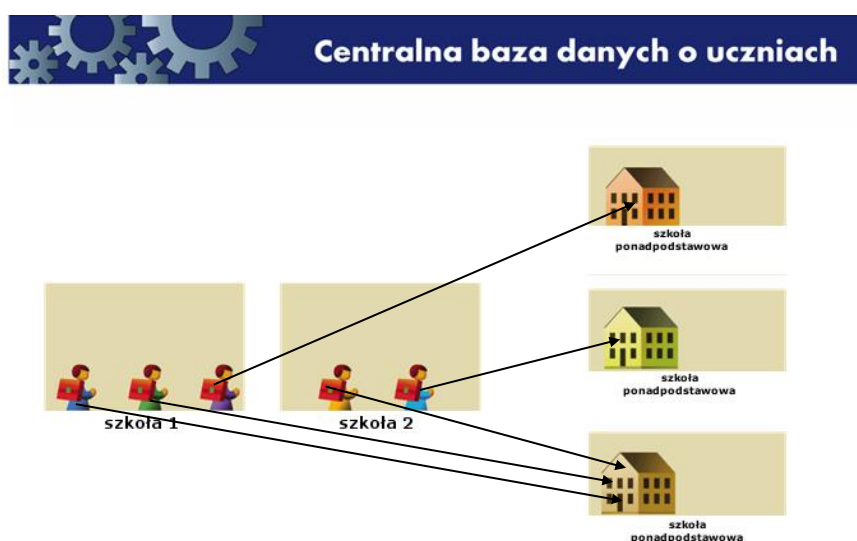 Centralna baza danych o uczniach
szkoła
ponadpodstawowa
szkoła 1
szkoła 2
szkoła
ponadpodstawowa
szkoła
ponadpodstawowa